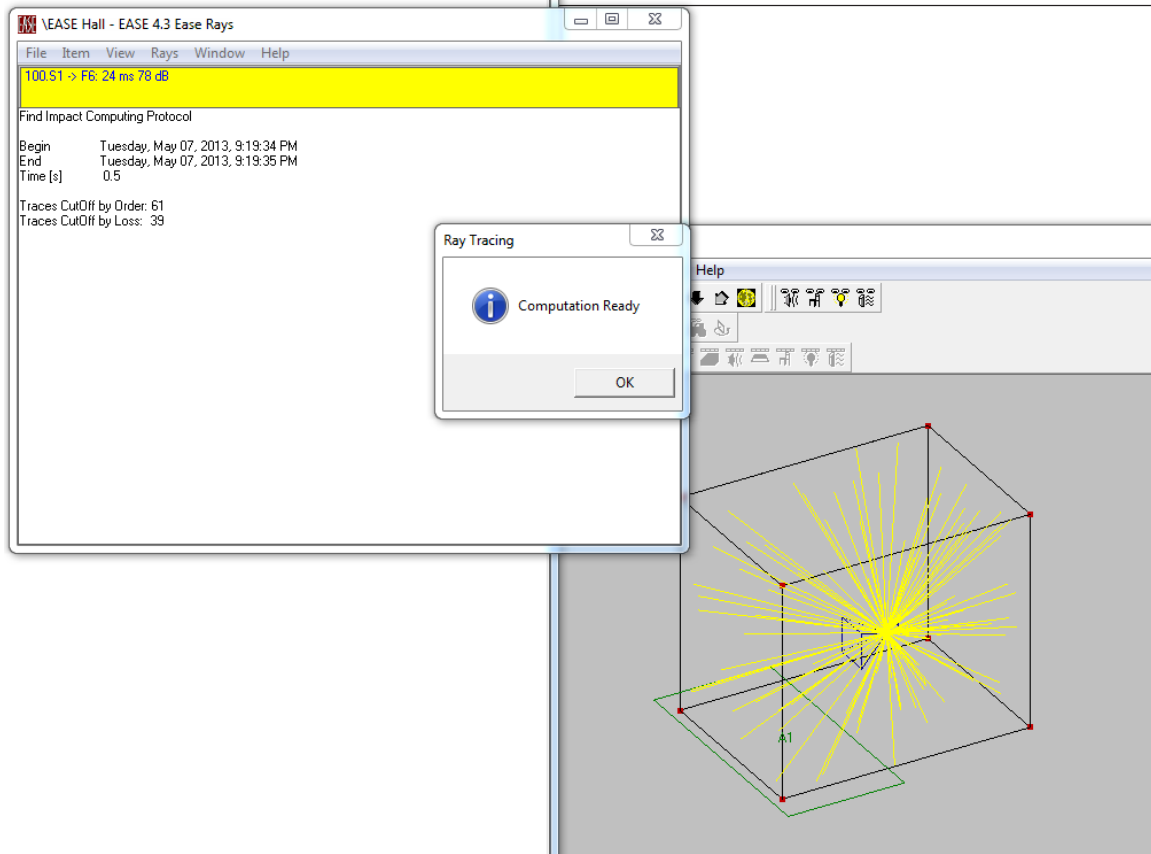 \EASE Hall - EASE 4.3 Ease Rays
File Item View Rays Window Help
100.S1 -> F6: 24 ms 78 dB
Find Impact Computing Protocol
Begin Tuesday, May 07, 2013, 9:19:34 PM
End Tuesday, May 07, 2013, 9:19:35 PM
Time [s] 0.5
Traces CutOff by Order: 61
Traces CutOff by Loss: 39
Ray Tracing
Computation Ready
OK
Help
A1